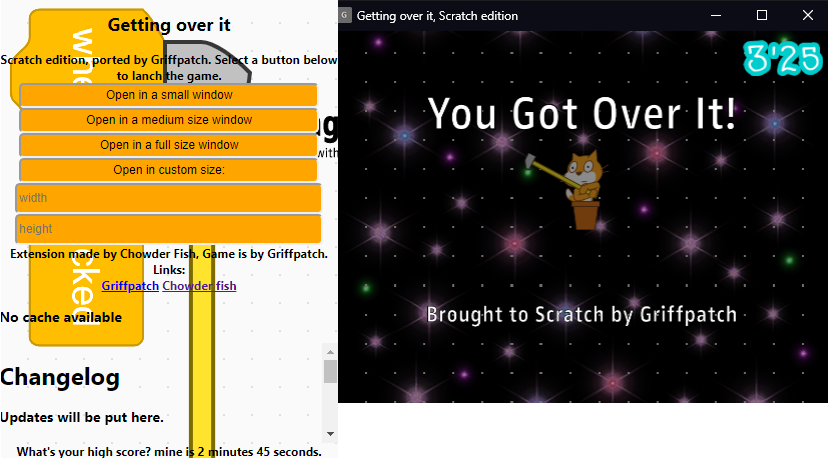 Getting over it
Scratch edition, ported by Griffpatch. Select a button below
to lanch the game.
Open in a small window
Open in a medium size window
Open in a full size window
Open in custom size:
width
height
Extension made by Chowder Fish, Game is by Griffpatch.
Links:
Griffpatch Chowder fish
No cache available
Changelog
Updates will be put here.
What's your high score? mine is 2 minutes 45 seconds.
G
Getting over it, Scratch edition
3'25
You Got Over It!
Brought to Scratch by Griffpatch